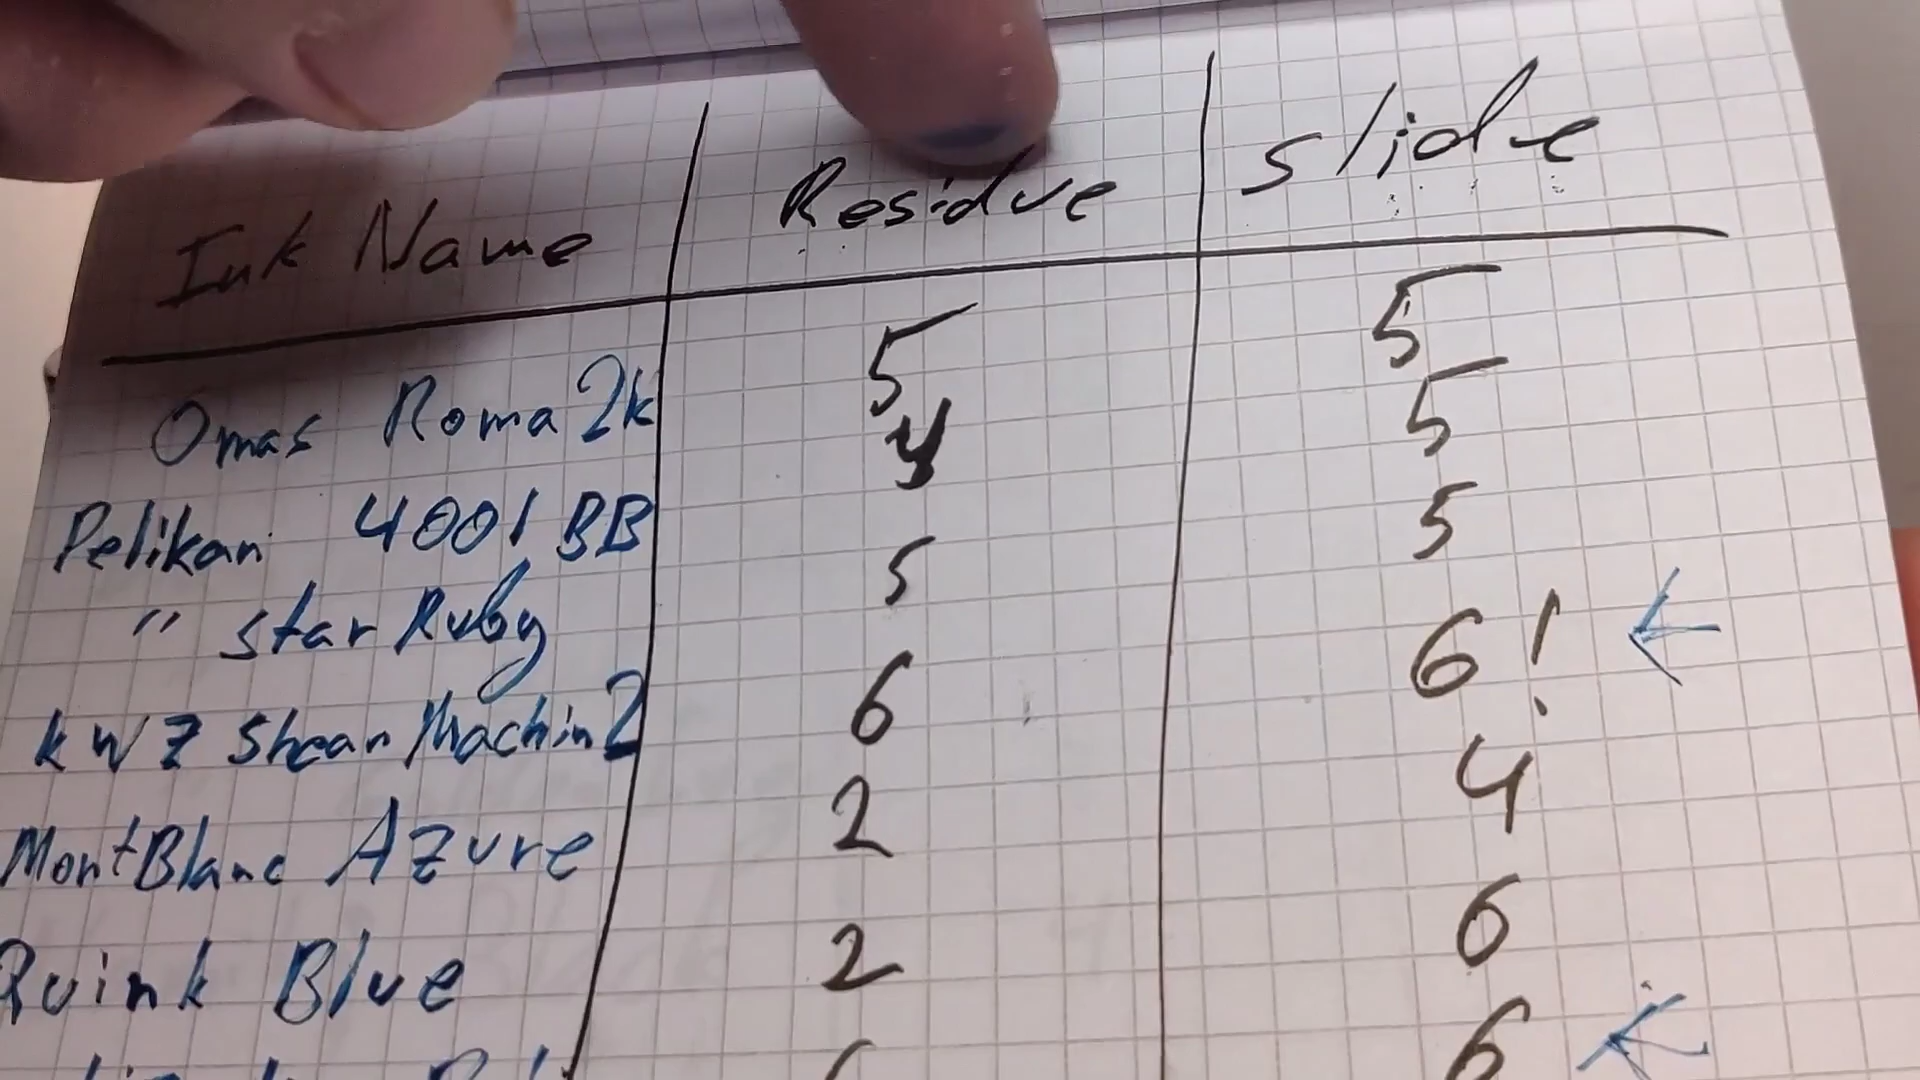 Ink Name Residue Slide
Omas Roma 2k 5 5
Pelikan 4001 BB 4 5
" star Ruby 5 5
kwz Shean Machin2 6 6! ←
MontBlanc Azure 2 4
Quink Blue 2 6
6 ←